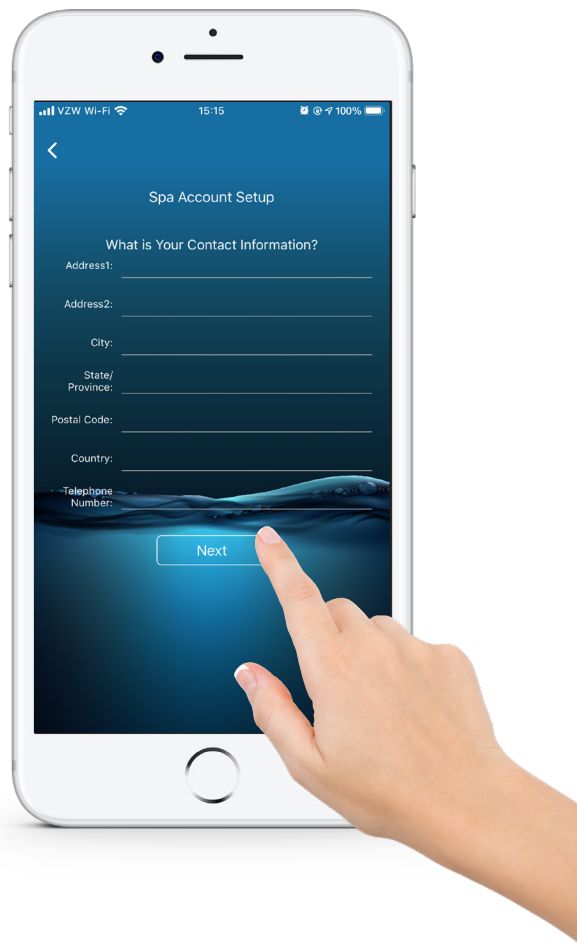 VZW Wi-Fi 15:15 100%
Spa Account Setup
What is Your Contact Information?
Address1:
Address2:
City:
State/
Province:
Postal Code:
Country:
Telephone
Number:
Next